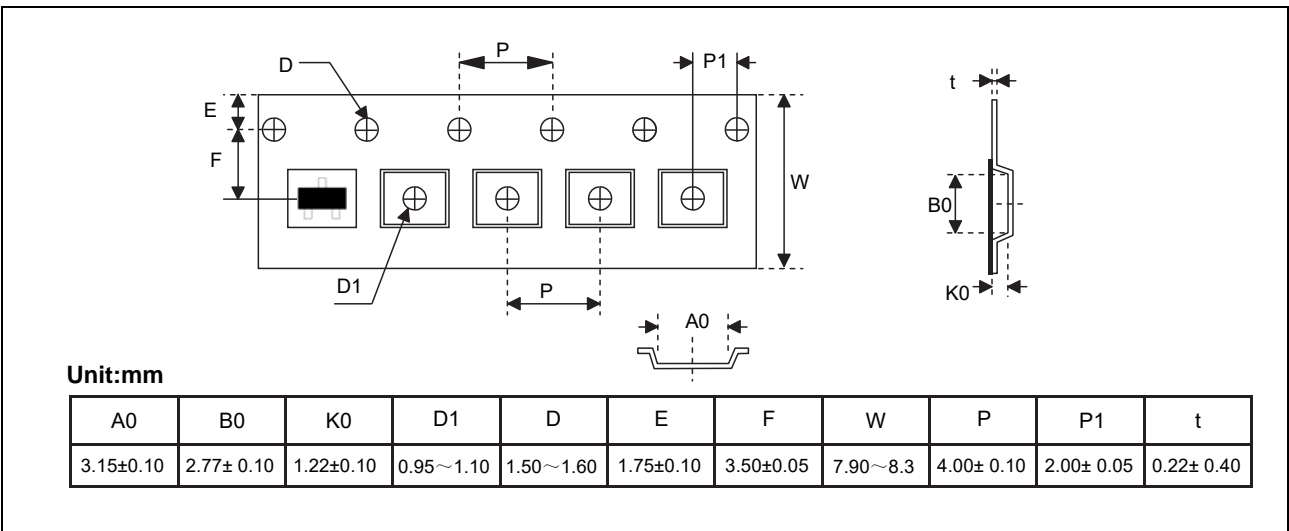 P
P1
D
t
E
F
W
B0
D1
P
K0
A0
Unit:mm
A0 B0 K0 D1 D E F W P P1 t
3.15±0.10 2.77± 0.10 1.22±0.10 0.95～1.10 1.50～1.60 1.75±0.10 3.50±0.05 7.90～8.3 4.00± 0.10 2.00± 0.05 0.22± 0.40